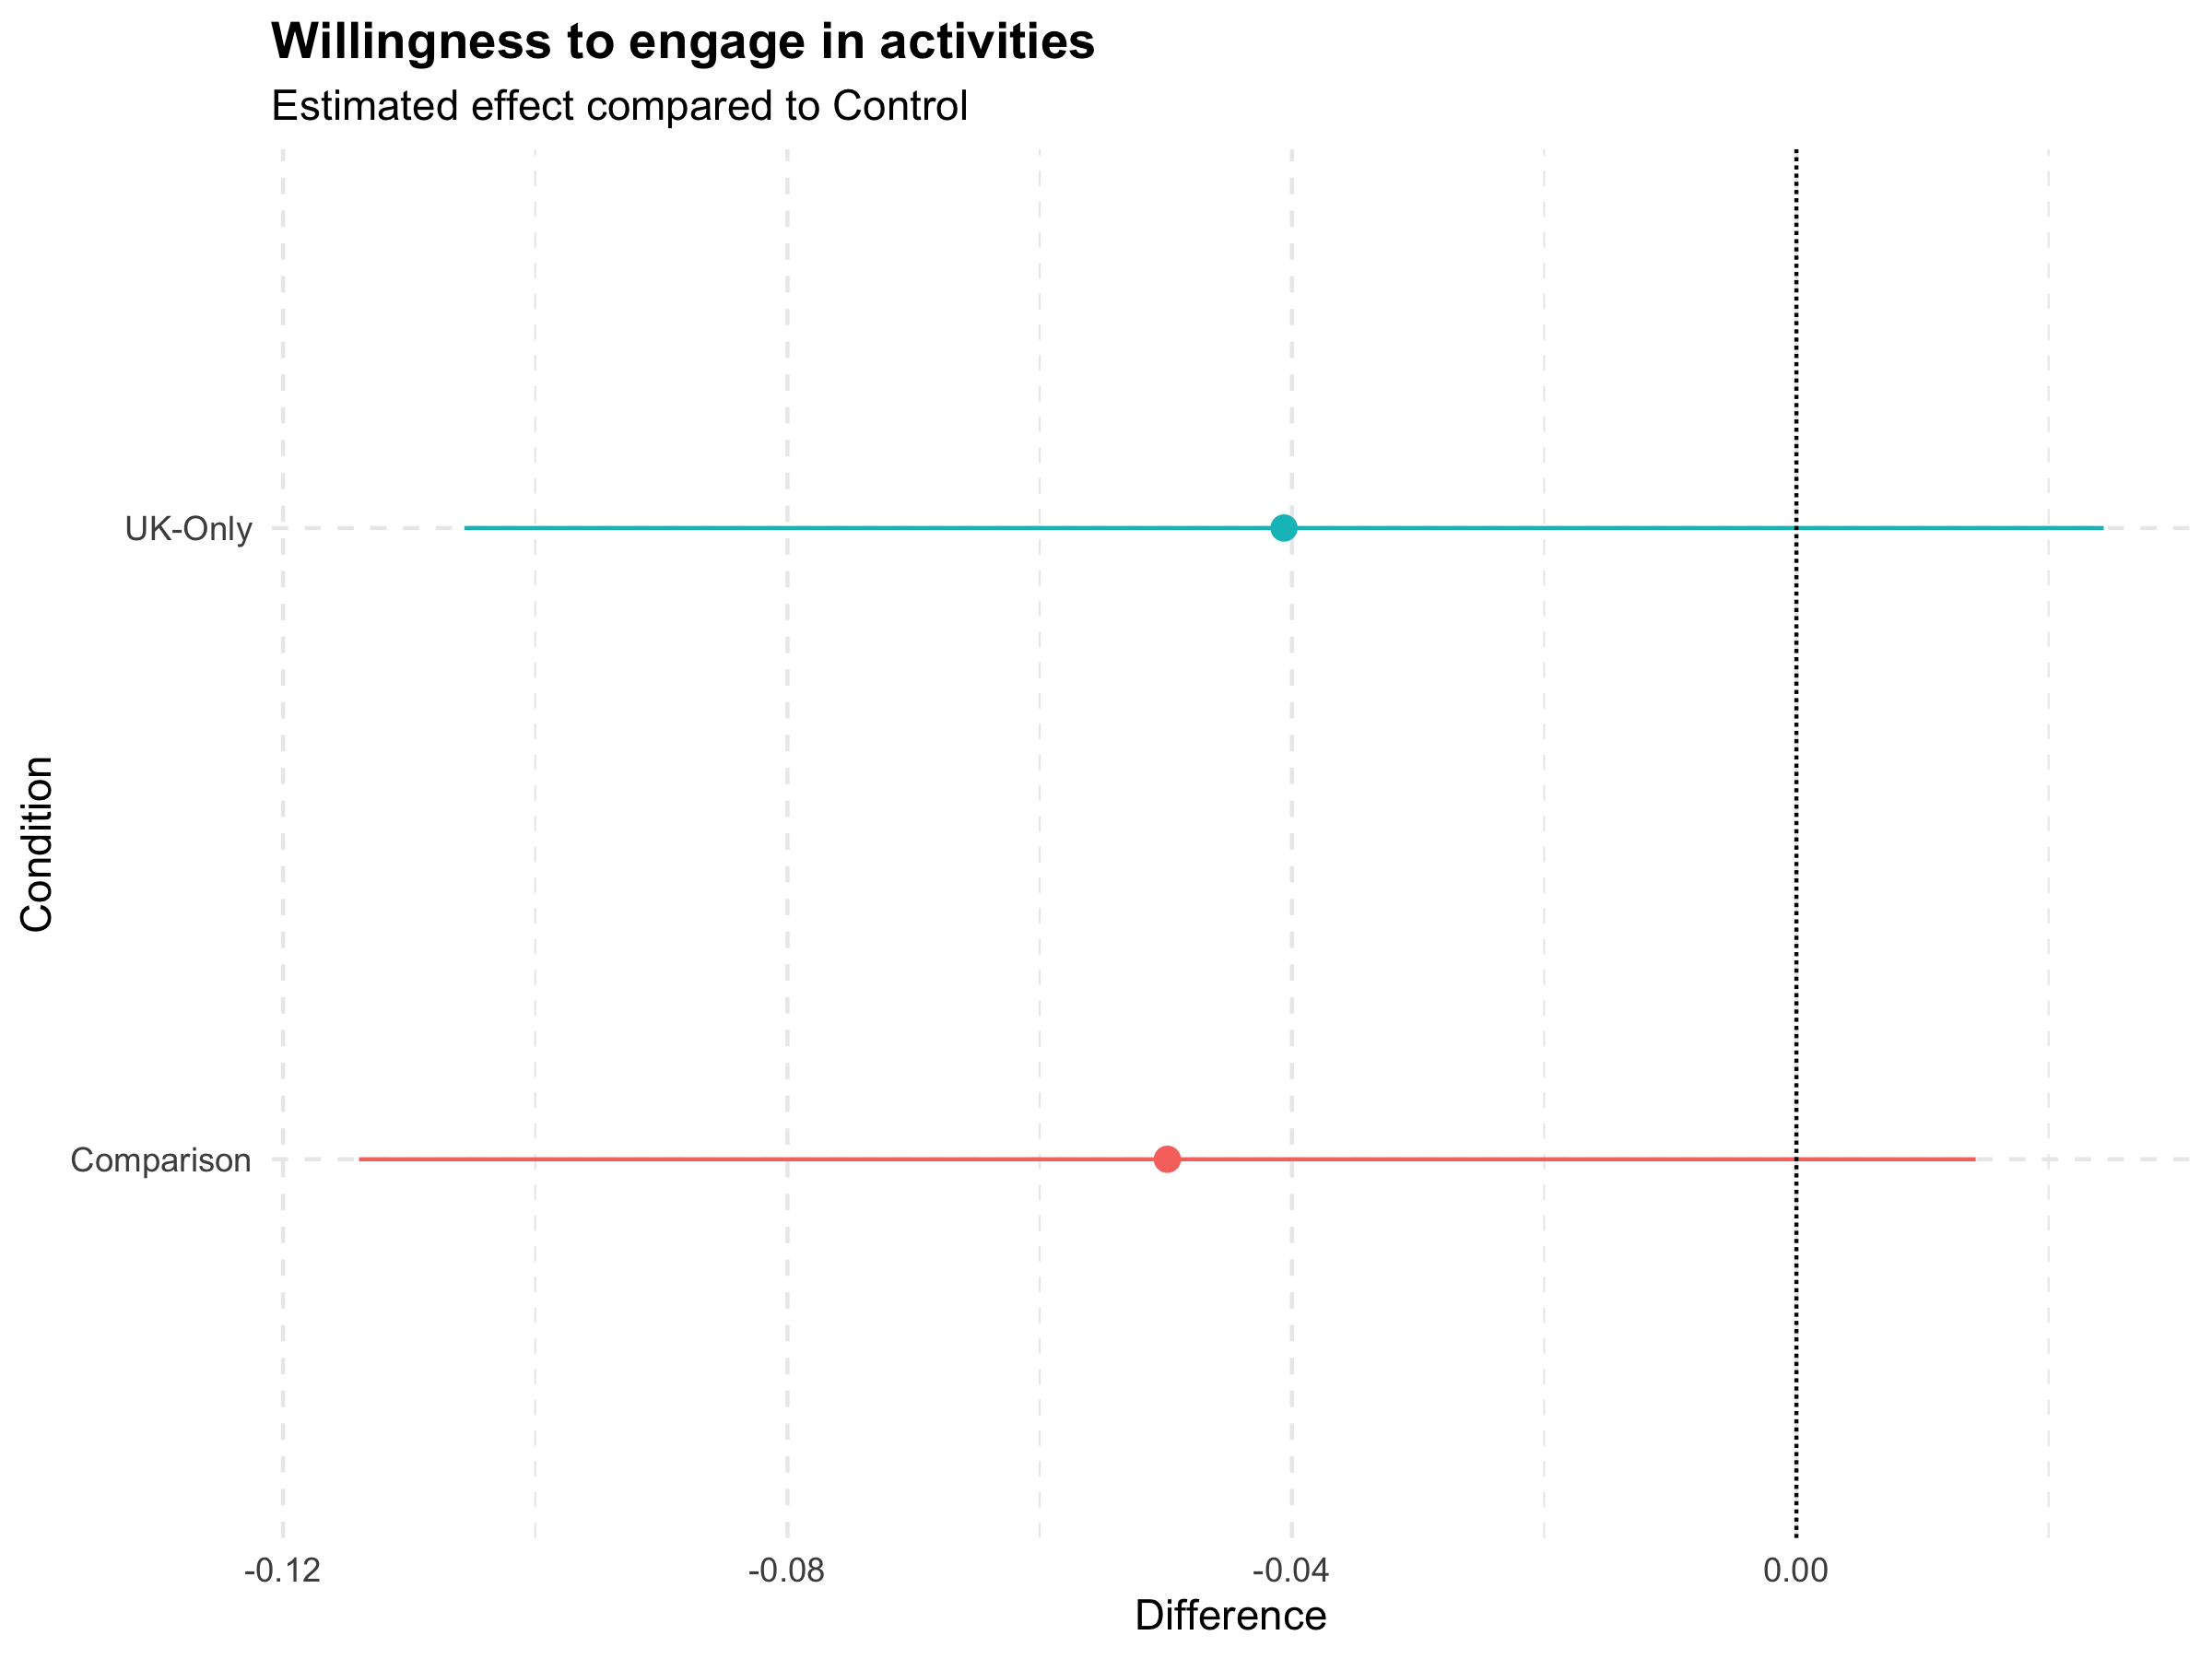 Willingness to engage in activities
Estimated effect compared to Control
Condition
UK-Only
Comparison
-0.12
-0.08
-0.04
0.00
Difference